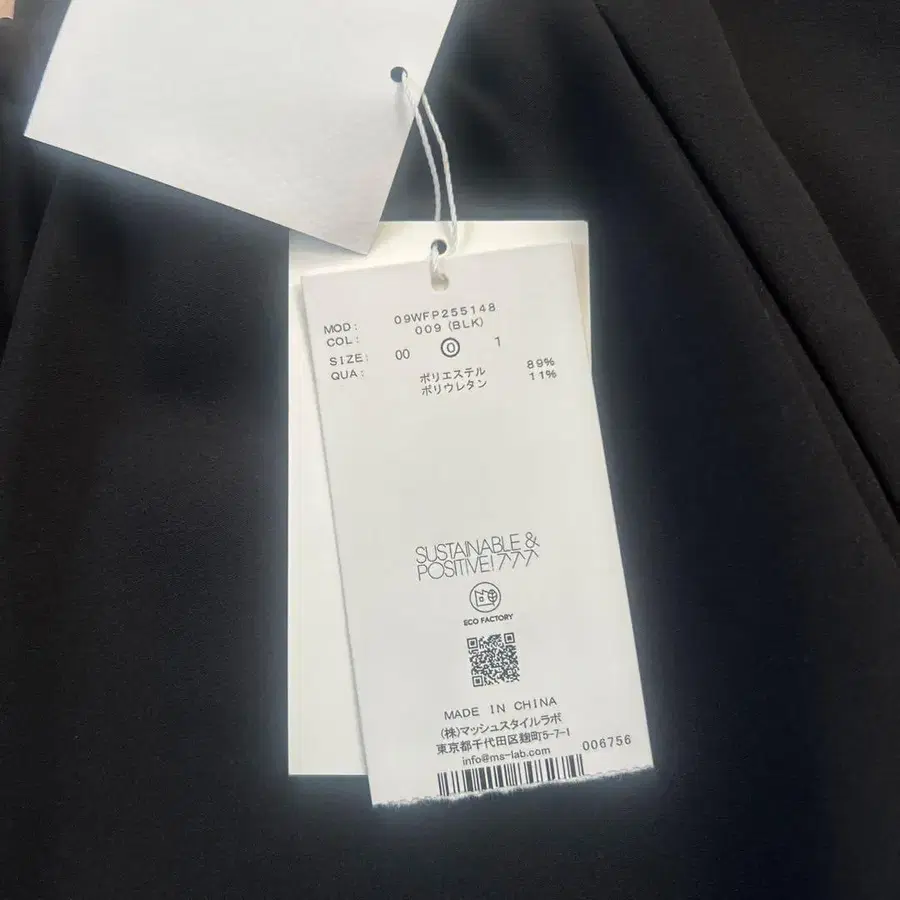 MOD: 09WFP255148
COL: 009 (BLK)
SIZE: 00 0 1
QUA: ポリエステル 89%
ポリウレタン 11%
SUSTAINABLE &
POSITIVE!
ECO FACTORY
MADE IN CHINA
(株)マッシュスタイルラボ
東京都千代田区麹町5-7-1
info@ms-lab.com
006756